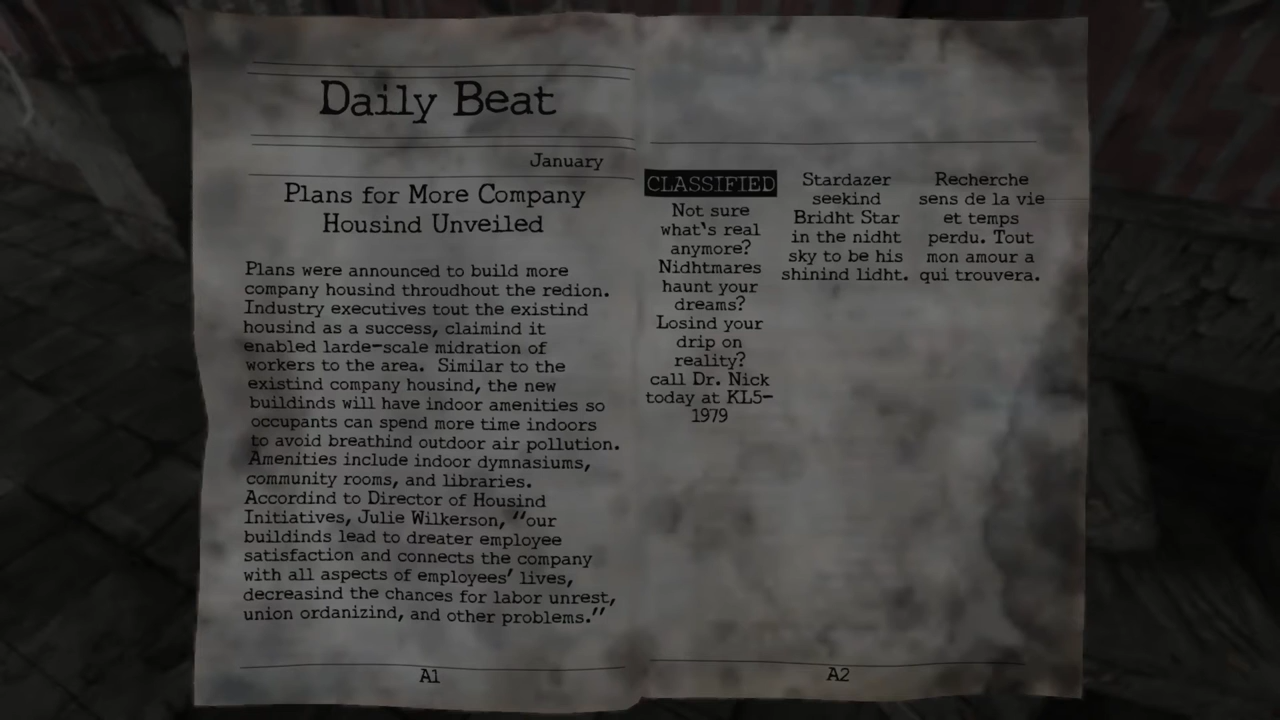 Daily Beat
January
Plans for More Company
Housind Unveiled
Plans were announced to build more
company housind throudhout the redion.
Industry executives tout the existind
housind as a success, claimind it
enabled larde-scale midration of
workers to the area. Similar to the
existind company housind, the new
buildinds will have indoor amenities so
occupants can spend more time indoors
to avoid breathind outdoor air pollution.
Amenities include indoor dymnasiums,
community rooms, and libraries.
Accordind to Director of Housind
Initiatives, Julie Wilkerson, "our
buildinds lead to dreater employee
satisfaction and connects the company
with all aspects of employees' lives,
decreasind the chances for labor unrest,
union ordanizind, and other problems."
A1
CLASSIFIED
Not sure
what's real
anymore?
Nidhtmares
haunt your
dreams?
Losind your
drip on
reality?
call Dr. Nick
today at KL5-
1979
Stardazer
seekind
Bridht Star
in the nidht
sky to be his
shinind lidht.
Recherche
sens de la vie
et temps
perdu. Tout
mon amour a
qui trouvera.
A2